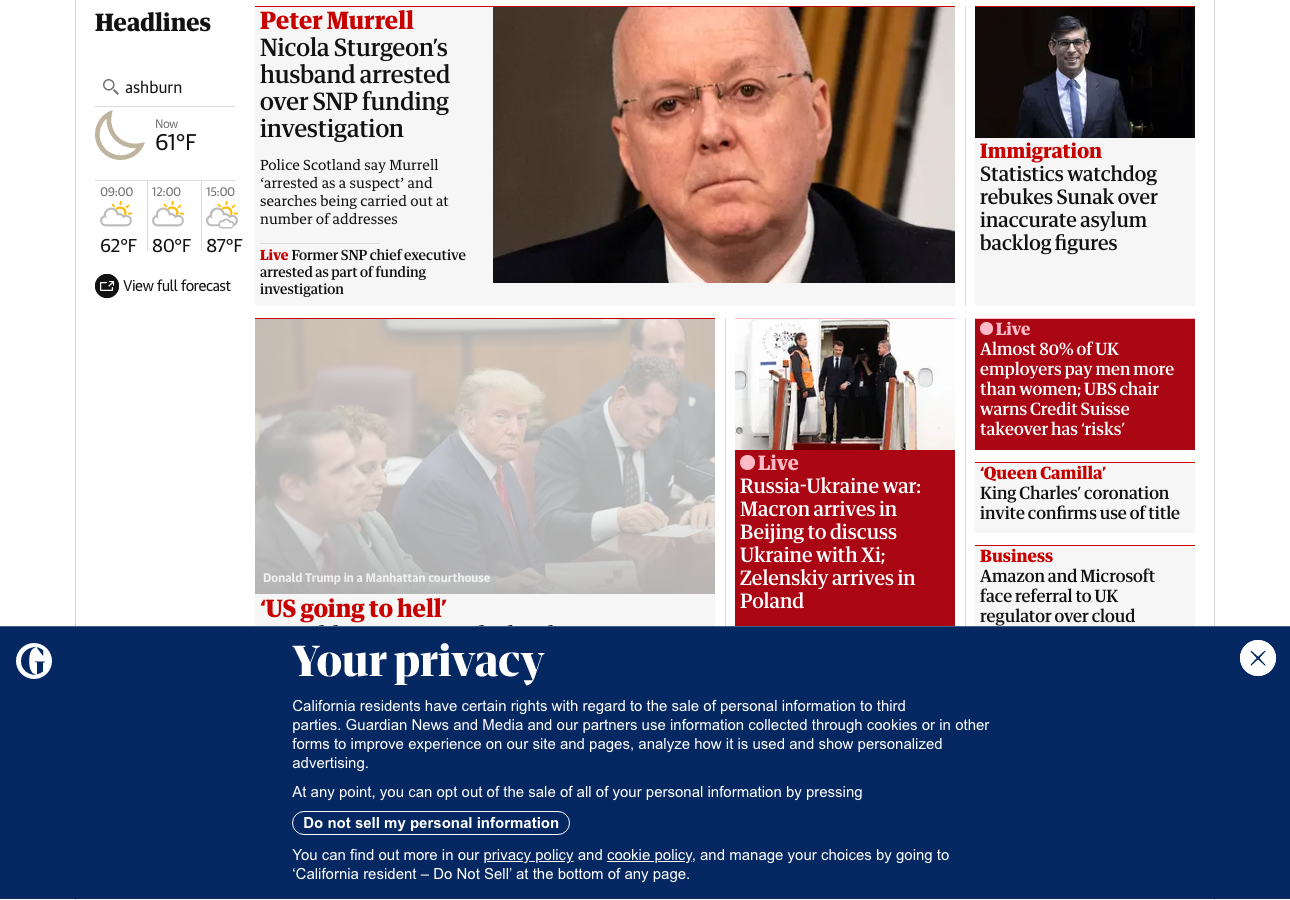 Headlines
ashburn
Now
61°F
09:00
12:00
15:00
62°F
80°F
87°F
View full forecast
Peter Murrell
Nicola Sturgeon’s
husband arrested
over SNP funding
investigation
Police Scotland say Murrell
‘arrested as a suspect’ and
searches being carried out at
number of addresses
Live Former SNP chief executive
arrested as part of funding
investigation
Immigration
Statistics watchdog
rebukes Sunak over
inaccurate asylum
backlog figures
Donald Trump in a Manhattan courthouse
‘US going to hell’
Live
Russia-Ukraine war:
Macron arrives in
Beijing to discuss
Ukraine with Xi;
Zelenskiy arrives in
Poland
Live
Almost 80% of UK
employers pay men more
than women; UBS chair
warns Credit Suisse
takeover has ‘risks’
‘Queen Camilla’
King Charles’ coronation
invite confirms use of title
Business
Amazon and Microsoft
face referral to UK
regulator over cloud
Your privacy
California residents have certain rights with regard to the sale of personal information to third
parties. Guardian News and Media and our partners use information collected through cookies or in other
forms to improve experience on our site and pages, analyze how it is used and show personalized
advertising.
At any point, you can opt out of the sale of all of your personal information by pressing
Do not sell my personal information
You can find out more in our privacy policy and cookie policy, and manage your choices by going to
‘California resident – Do Not Sell’ at the bottom of any page.